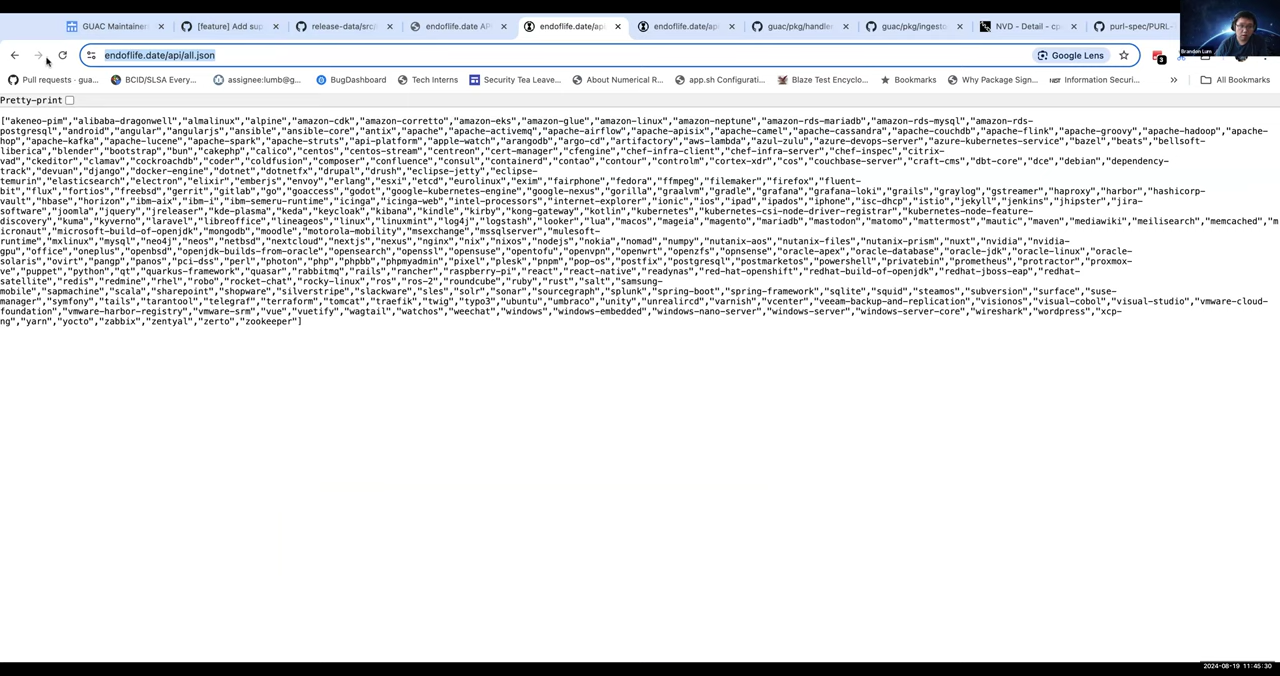 GUAC Maintainer
[feature] Add sup
release-data/src/
endoflife.date AP
endoflife.date/ap
endoflife.date/ap
guac/pkg/handler
guac/pkg/ingesto
NVD - Detail - cp
purl-spec/PURL-
Brandon Lum
endoflife.date/api/all.json
Google Lens
3
Pull requests · gua...
BCID/SLSA Every...
assignee:lumb@g...
BugDashboard
Tech Interns
Security Tea Leave...
About Numerical R...
app.sh Configurati...
Blaze Test Encyclo...
Bookmarks
Why Package Sign...
Information Securi...
»
All Bookmarks
Pretty-print
["akeneo-pim","alibaba-dragonwell","almalinux","alpine","amazon-cdk","amazon-corretto","amazon-eks","amazon-glue","amazon-linux","amazon-neptune","amazon-rds-mariadb","amazon-rds-mysql","amazon-rds-
postgresql","android","angular","angularjs","ansible","ansible-core","antix","apache","apache-activemq","apache-airflow","apache-apisix","apache-camel","apache-cassandra","apache-couchdb","apache-flink","apache-groovy","apache-hadoop","apache-
hop","apache-kafka","apache-lucene","apache-spark","apache-struts","api-platform","apple-watch","arangodb","argo-cd","artifactory","aws-lambda","azul-zulu","azure-devops-server","azure-kubernetes-service","bazel","beats","bellsoft-
liberica","blender","bootstrap","bun","cakephp","calico","centos","centos-stream","centreon","cert-manager","cfengine","chef-infra-client","chef-infra-server","chef-inspec","citrix-
vad","ckeditor","clamav","cockroachdb","coder","coldfusion","composer","confluence","consul","containerd","contao","contour","controlm","cortex-xdr","cos","couchbase-server","craft-cms","dbt-core","dce","debian","dependency-
track","devuan","django","docker-engine","dotnet","dotnetfx","drupal","drush","eclipse-jetty","eclipse-
temurin","elasticsearch","electron","elixir","emberjs","envoy","erlang","esxi","etcd","eurolinux","exim","fairphone","fedora","ffmpeg","filemaker","firefox","fluent-
bit","flux","fortios","freebsd","gerrit","gitlab","go","goaccess","godot","google-kubernetes-engine","google-nexus","gorilla","graalvm","gradle","grafana","grafana-loki","grails","graylog","gstreamer","haproxy","harbor","hashicorp-
vault","hbase","horizon","ibm-aix","ibm-i","ibm-semeru-runtime","icinga","icinga-web","intel-processors","internet-explorer","ionic","ios","ipad","ipados","iphone","isc-dhcp","istio","jekyll","jenkins","jhipster","jira-
software","joomla","jquery","jreleaser","kde-plasma","keda","keycloak","kibana","kindle","kirby","kong-gateway","kotlin","kubernetes","kubernetes-csi-node-driver-registrar","kubernetes-node-feature-
discovery","kuma","kyverno","laravel","libreoffice","lineageos","linux","linuxmint","log4j","logstash","looker","lua","macos","mageia","magento","mariadb","mastodon","matomo","mattermost","mautic","maven","mediawiki","meilisearch","memcached","m
icronaut","microsoft-build-of-openjdk","mongodb","moodle","motorola-mobility","msexchange","mssqlserver","mulesoft-
runtime","mxlinux","mysql","neo4j","neos","netbsd","nextcloud","nextjs","nexus","nginx","nix","nixos","nodejs","nokia","nomad","numpy","nutanix-aos","nutanix-files","nutanix-prism","nuxt","nvidia","nvidia-
gpu","office","oneplus","openbsd","openjdk-builds-from-oracle","opensearch","openssl","opensuse","opentofu","openvpn","openwrt","openzfs","opnsense","oracle-apex","oracle-database","oracle-jdk","oracle-linux","oracle-
solaris","ovirt","pangp","panos","pci-dss","perl","photon","php","phpbb","phpmyadmin","pixel","plesk","pnpm","pop-os","postfix","postgresql","postmarketos","powershell","privatebin","prometheus","protractor","proxmox-
ve","puppet","python","qt","quarkus-framework","quasar","rabbitmq","rails","rancher","raspberry-pi","react","react-native","readynas","red-hat-openshift","redhat-build-of-openjdk","redhat-jboss-eap","redhat-
satellite","redis","redmine","rhel","robo","rocket-chat","rocky-linux","ros","ros-2","roundcube","ruby","rust","salt","samsung-
mobile","sapmachine","scala","sharepoint","shopware","silverstripe","slackware","sles","solr","sonar","sourcegraph","splunk","spring-boot","spring-framework","sqlite","squid","steamos","subversion","surface","suse-
manager","symfony","tails","tarantool","telegraf","terraform","tomcat","traefik","twig","typo3","ubuntu","umbraco","unity","unrealircd","varnish","vcenter","veeam-backup-and-replication","visionos","visual-cobol","visual-studio","vmware-cloud-
foundation","vmware-harbor-registry","vmware-srm","vue","vuetify","wagtail","watchos","weechat","windows","windows-embedded","windows-nano-server","windows-server","windows-server-core","wireshark","wordpress","xcp-
ng","yarn","yocto","zabbix","zentyal","zerto","zookeeper"]
2024-08-19 11:45:30